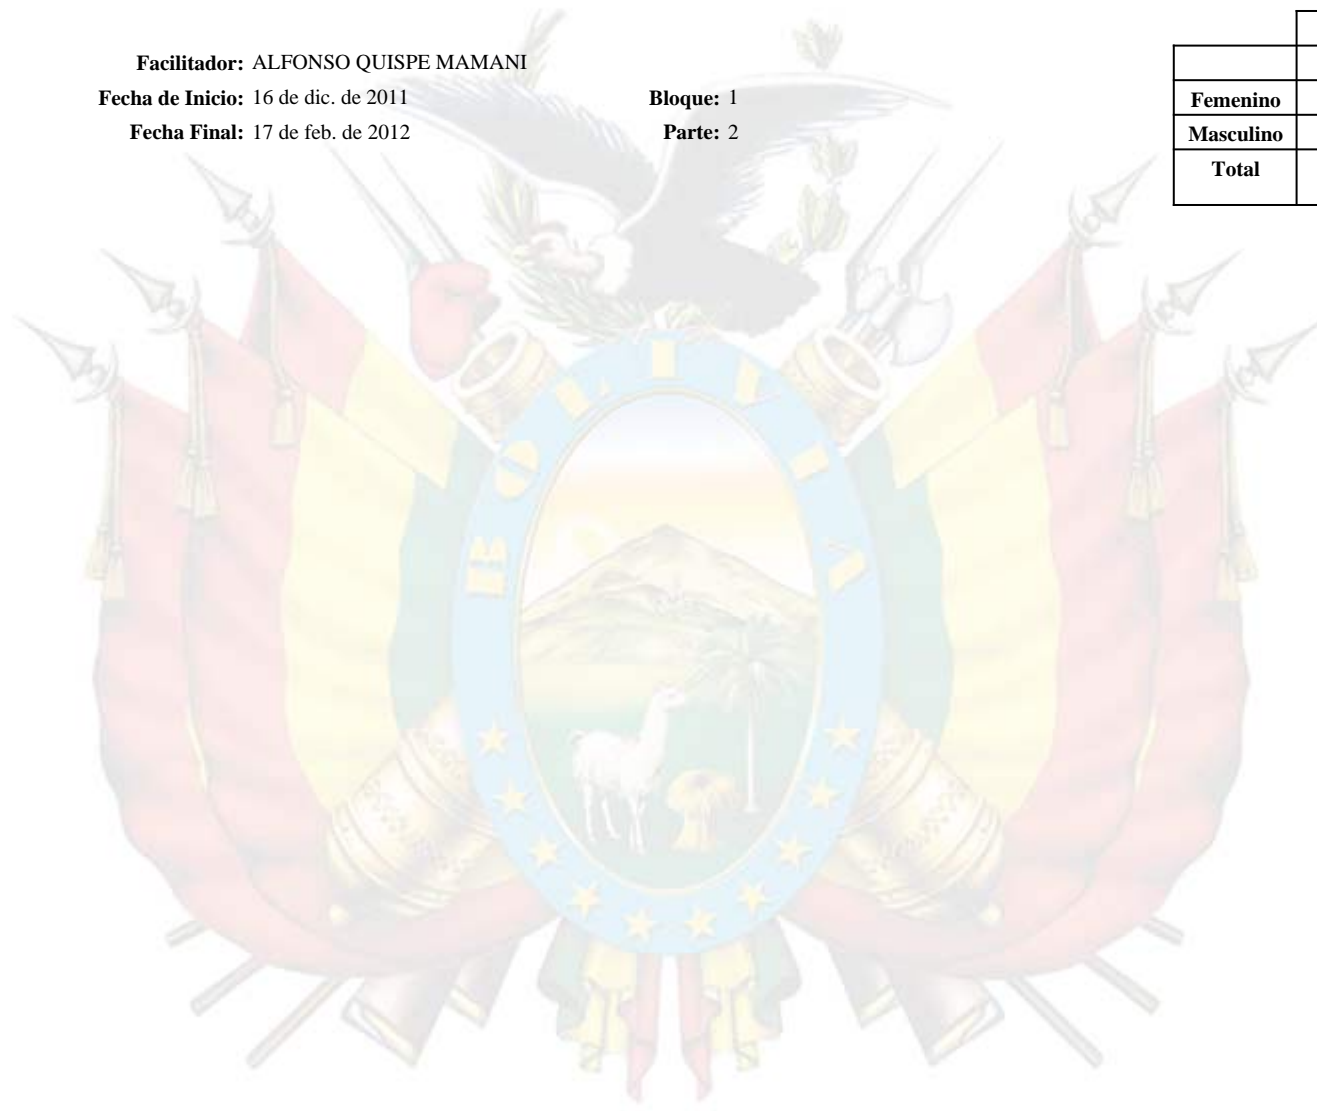 Facilitador: ALFONSO QUISPE MAMANI
Fecha de Inicio: 16 de dic. de 2011 Bloque: 1
Fecha Final: 17 de feb. de 2012 Parte: 2
Femenino
Masculino
Total
BOLIVIA